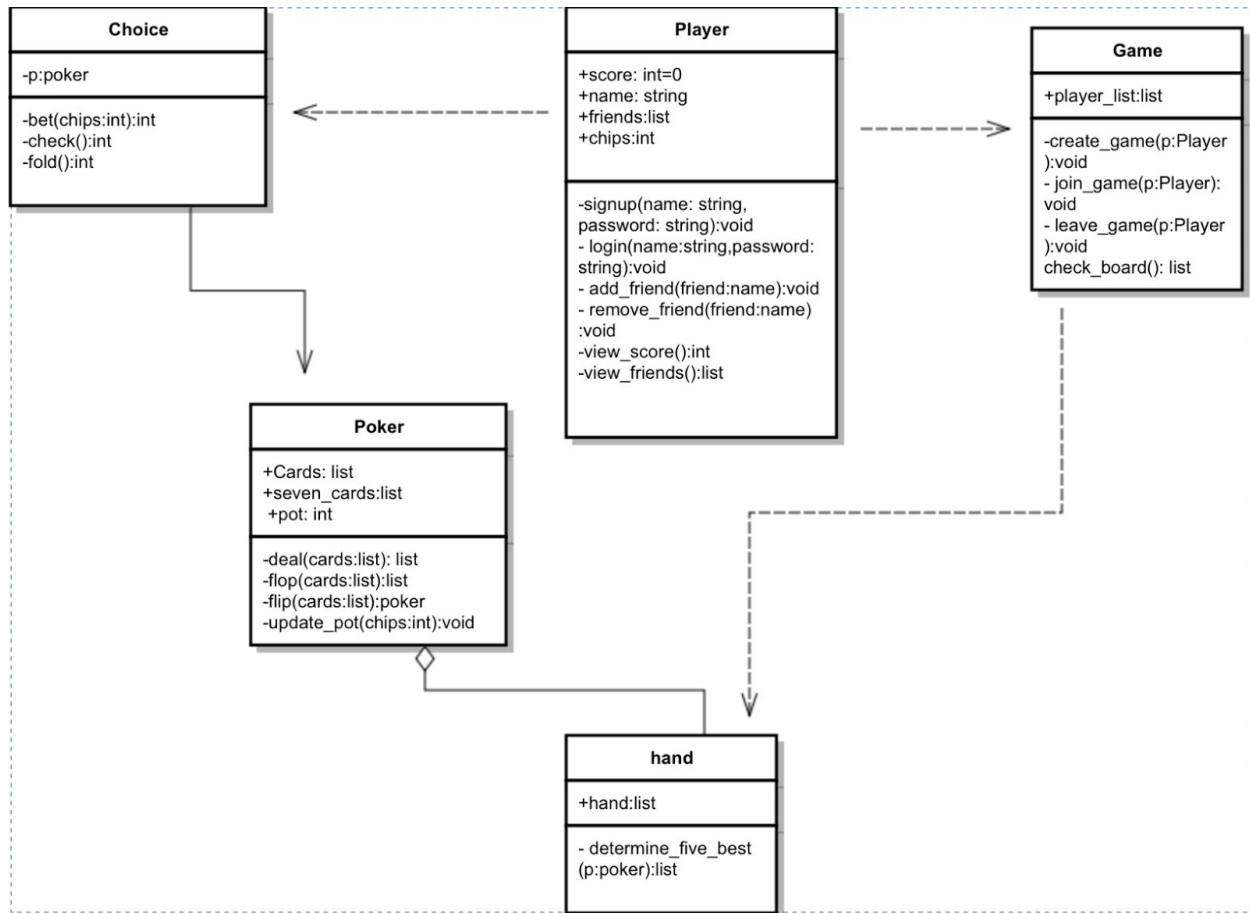 Choice
-p:poker
-bet(chips:int):int
-check():int
-fold():int
Player
+score: int=0
+name: string
+friends:list
+chips:int
-signup(name: string,
password: string):void
- login(name:string,password:
string):void
- add_friend(friend:name):void
- remove_friend(friend:name)
:void
-view_score():int
-view_friends():list
Game
+player_list:list
-create_game(p:Player
):void
- join_game(p:Player):
void
- leave_game(p:Player
):void
check_board(): list
Poker
+Cards: list
+seven_cards:list
+pot: int
-deal(cards:list): list
-flop(cards:list):list
-flip(cards:list):poker
-update_pot(chips:int):void
hand
+hand:list
- determine_five_best
(p:poker):list